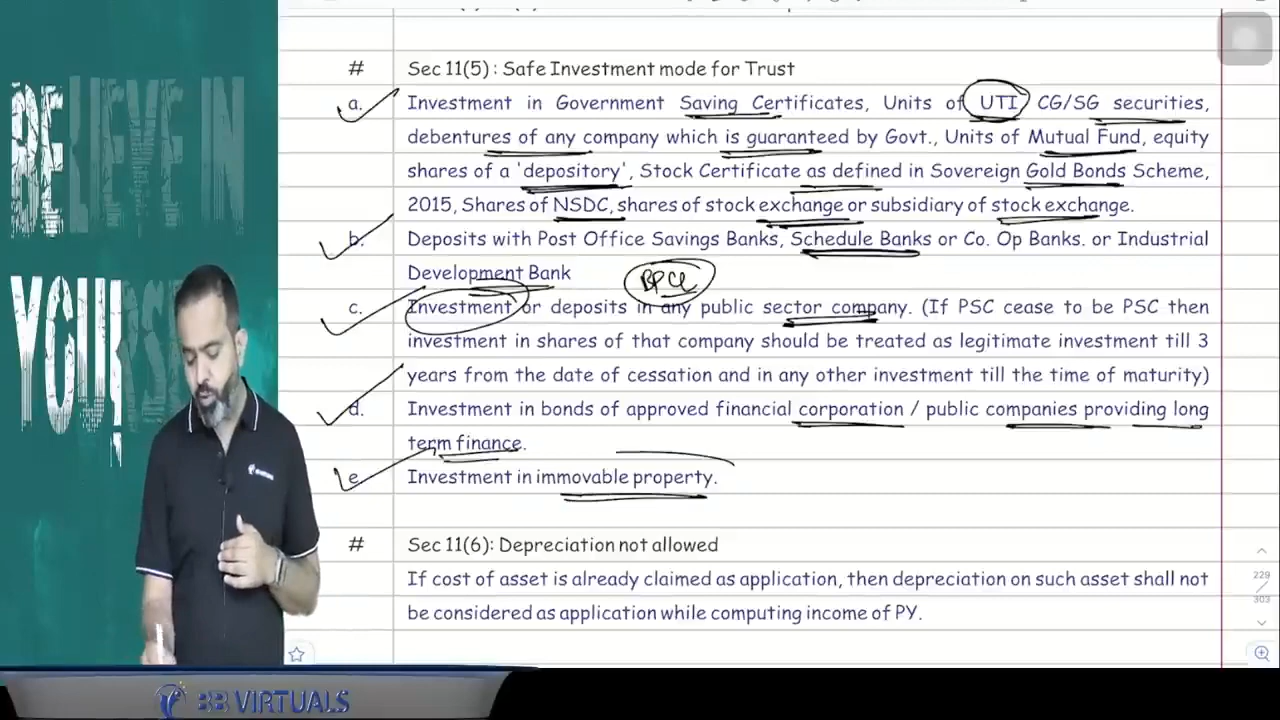 BELIEVE IN
YOURSE
# Sec 11(5) : Safe Investment mode for Trust
a. Investment in Government Saving Certificates, Units of UTI CG/SG securities,
debentures of any company which is guaranteed by Govt., Units of Mutual Fund, equity
shares of a 'depository', Stock Certificate as defined in Sovereign Gold Bonds Scheme,
2015, Shares of NSDC, shares of stock exchange or subsidiary of stock exchange.
b. Deposits with Post Office Savings Banks, Schedule Banks or Co. Op Banks. or Industrial
Development Bank
BPCL
c. Investment or deposits in any public sector company. (If PSC cease to be PSC then
investment in shares of that company should be treated as legitimate investment till 3
years from the date of cessation and in any other investment till the time of maturity)
d. Investment in bonds of approved financial corporation / public companies providing long
term finance.
e. Investment in immovable property.
# Sec 11(6): Depreciation not allowed
If cost of asset is already claimed as application, then depreciation on such asset shall not
be considered as application while computing income of PY.
229
303
BB VIRTUALS